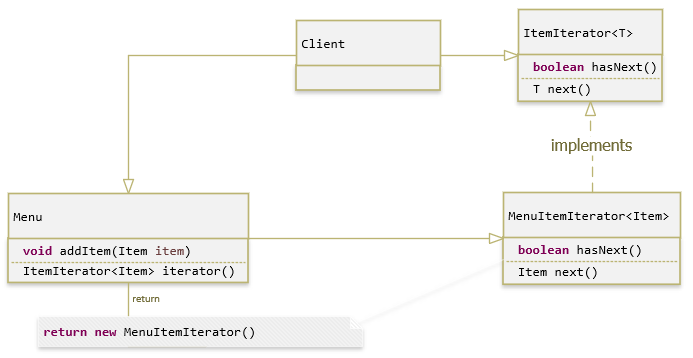 Client
ItemIterator<T>
boolean hasNext()
T next()
implements
Menu
void addItem(Item item)
ItemIterator<Item> iterator()
MenuItemIterator<Item>
boolean hasNext()
Item next()
return
return new MenuItemIterator()